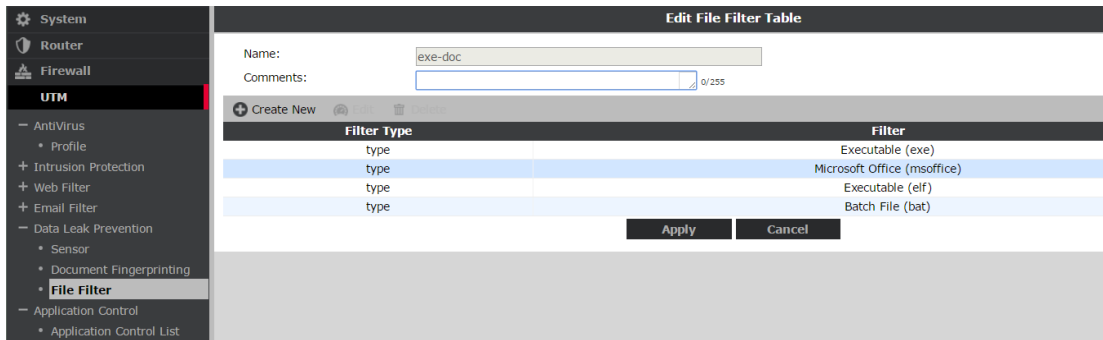 System
Router
Firewall
UTM
AntiVirus
Profile
Intrusion Protection
Web Filter
Email Filter
Data Leak Prevention
Sensor
Document Fingerprinting
File Filter
Application Control
Application Control List
Edit File Filter Table
Name: exe-doc
Comments: 0/255
Create New Edit Delete
Filter Type Filter
type Executable (exe)
type Microsoft Office (msoffice)
type Executable (elf)
type Batch File (bat)
Apply Cancel